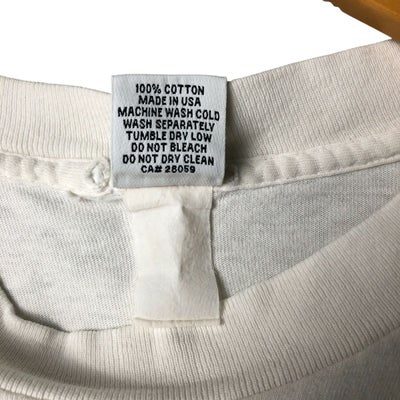 100% COTTON
MADE IN USA
MACHINE WASH COLD
WASH SEPARATELY
TUMBLE DRY LOW
DO NOT BLEACH
DO NOT DRY CLEAN
CA# 28059